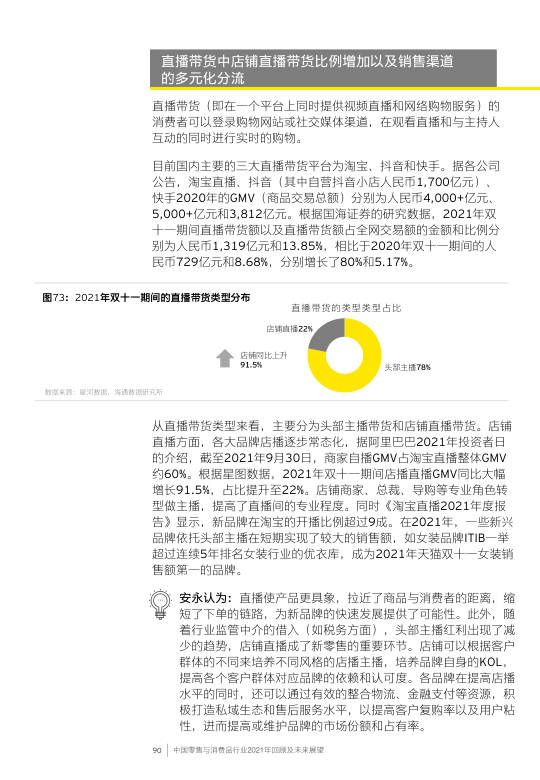 直播带货中店铺直播带货比例增加以及销售渠道
的多元化分流
直播带货（即在一个平台上同时提供视频直播和网络购物服务）的
消费者可以登录购物网站或社交媒体渠道，在观看直播和与主持人
互动的同时进行实时的购物。
目前国内主要的三大直播带货平台为淘宝、抖音和快手。据各公司
公告，淘宝直播、抖音（其中自营抖音小店人民币1,700亿元）、
快手2020年的GMV（商品交易总额）分别为人民币4,000+亿元、
5,000+亿元和3,812亿元。根据国海证券的研究数据，2021年双
十一期间直播带货额以及直播带货额占全网交易额的金额和比例分
别为人民币1,319亿元和13.85%，相比于2020年双十一期间的人
民币729亿元和8.68%，分别增长了80%和5.17%。
图73：2021年双十一期间的直播带货类型分布
直播带货的类型类型占比
店铺直播22%
店铺同比上升
91.5%
头部主播78%
数据来源：星河数据，海通数据研究所
从直播带货类型来看，主要分为头部主播带货和店铺直播带货。店铺
直播方面，各大品牌店播逐步常态化，据阿里巴巴2021年投资者日
的介绍，截至2021年9月30日，商家自播GMV占淘宝直播整体GMV
约60%。根据星图数据，2021年双十一期间店播直播GMV同比大幅
增长91.5%，占比提升至22%。店铺商家、总裁、导购等专业角色转
型做主播，提高了直播间的专业程度。同时《淘宝直播2021年度报
告》显示，新品牌在淘宝的开播比例超过9成。在2021年，一些新兴
品牌依托头部主播在短期实现了较大的销售额，如女装品牌ITIB一举
超过连续5年排名女装行业的优衣库，成为2021年天猫双十一女装销
售额第一的品牌。
安永认为：直播使产品更具象，拉近了商品与消费者的距离，缩
短了下单的链路，为新品牌的快速发展提供了可能性。此外，随
着行业监管中介的借入（如税务方面），头部主播红利出现了减
少的趋势，店铺直播成了新零售的重要环节。店铺可以根据客户
群体的不同来培养不同风格的店播主播，培养品牌自身的KOL，
提高各个客户群体对应品牌的依赖和认可度。各品牌在提高店播
水平的同时，还可以通过有效的整合物流、金融支付等资源，积
极打造私域生态和售后服务水平，以提高客户复购率以及用户粘
性，进而提高或维护品牌的市场份额和占有率。
90 中国零售与消费品行业2021年回顾及未来展望